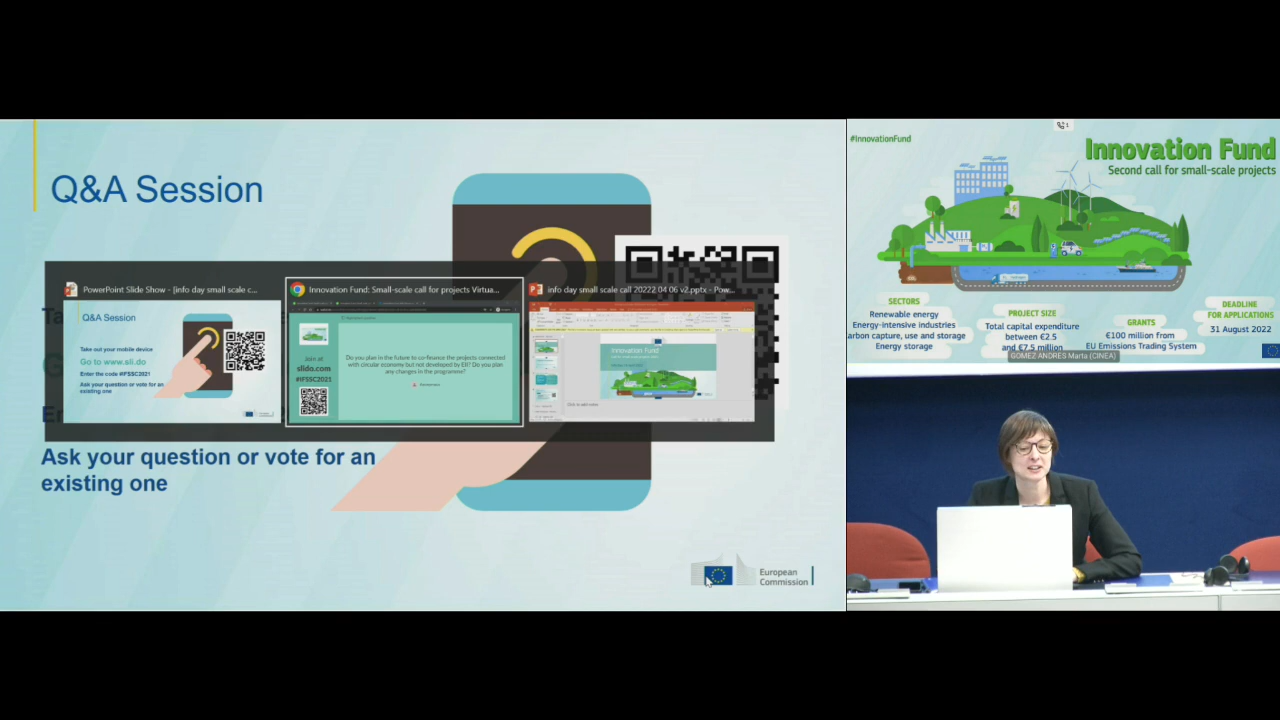 Q&A Session
PowerPoint Slide Show - [info day small scale c...
Q&A Session
Take out your mobile device
Go to www.sli.do
Enter the code #IFSSC2021
Ask your question or vote for an
existing one
Innovation Fund: Small-scale call for projects Virtua...
Join at
slido.com
#IFSSC2021
Do you plan in the future to co-finance the projects connected
with circular economy but not developed by ER? Do you plan
any changes in the programme?
info day small scale call 20222 04 06 v2.pptx - Pow...
Innovation Fund
Ask your question or vote for an
existing one
European
Commission
1
#InnovationFund
Innovation Fund
Second call for small-scale projects
SECTORS
Renewable energy
Energy-intensive industries
arbon capture, use and storage
Energy storage
PROJECT SIZE
Total capital expenditure
between €2.5
and €7.5 million
GRANTS
€100 million from
EU Emissions Trading System
DEADLINE
FOR APPLICATIONS
31 August 2022
GOMEZ ANDRES Marta (CINEA)